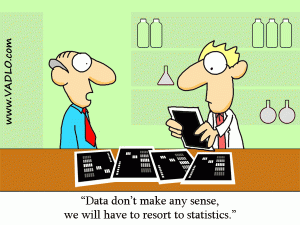 www.VADLO.com
“Data don’t make any sense,
we will have to resort to statistics.”